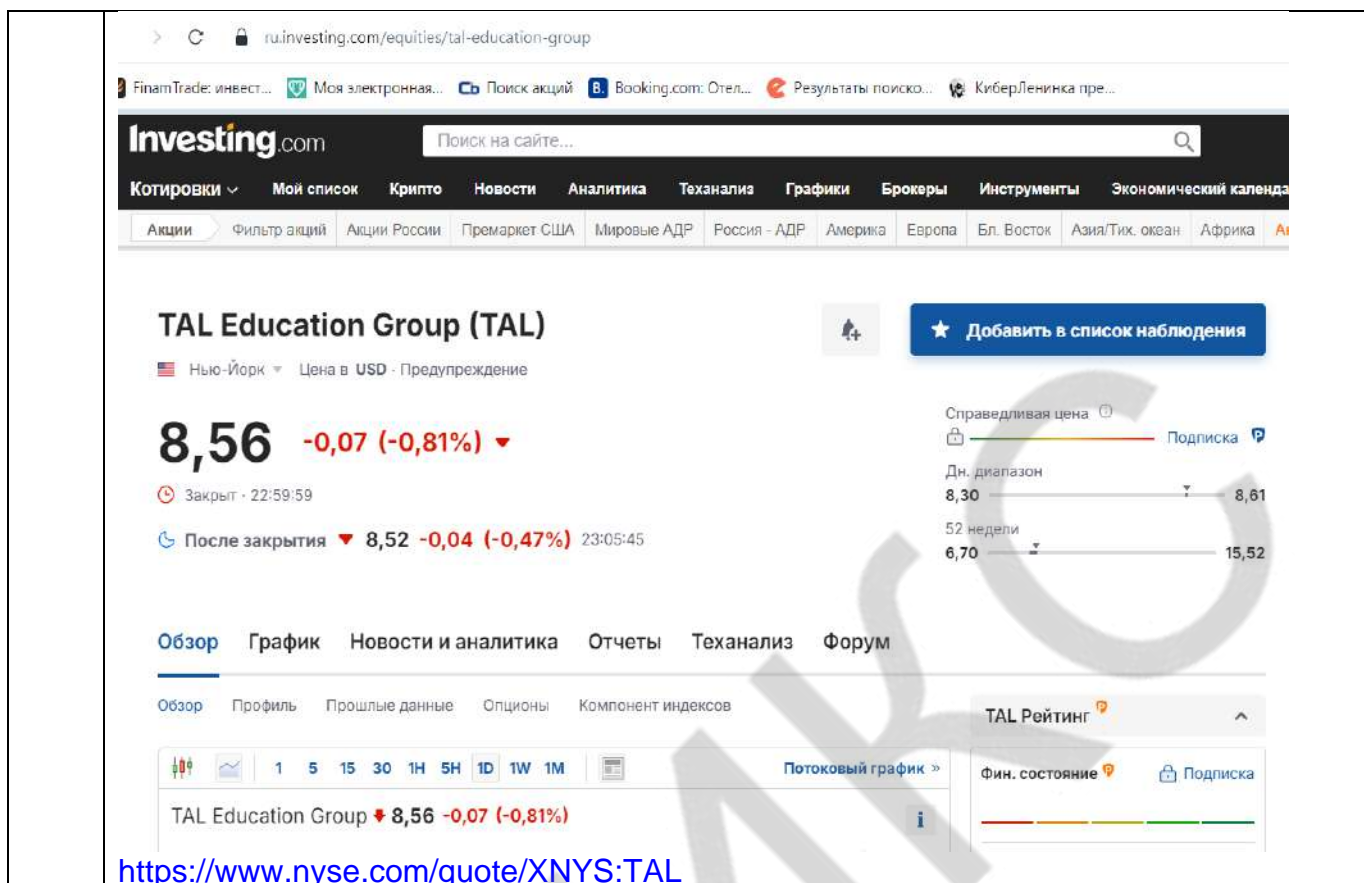 ru.investing.com/equities/tal-education-group
FinamTrade: инвест... Моя электронная... Сь Поиск акций B. Booking.com: Отел... Результаты поиско... КиберЛенинка пре...
Investing.com Поиск на сайте...
Котировки Мой список Крипто Новости Аналитика Теханализ Графики Брокеры Инструменты Экономический календа
Акции Фильтр акций Акции России Премаркет США Мировые АДР Россия - АДР Америка Европа Бл. Восток Азия/Тих. океан Африка
TAL Education Group (TAL)
Добавить в список наблюдения
Нью-Йорк Цена в USD · Предупреждение
8,56 -0,07 (-0,81%)
Справедливая цена
Подписка
Закрыт · 22:59:59
Дн. диапазон
8,30 8,61
После закрытия 8,52 -0,04 (-0,47%) 23:05:45
52 недели
6,70 15,52
Обзор График Новости и аналитика Отчеты Теханализ Форум
Обзор Профиль Прошлые данные Опционы Компонент индексов
TAL Рейтинг
1 5 15 30 1H 5H 1D 1W 1M Потоковый график »
Фин. состояние Подписка
TAL Education Group 8,56 -0,07 (-0,81%)
https://www.nyse.com/quote/XNYS:TAL